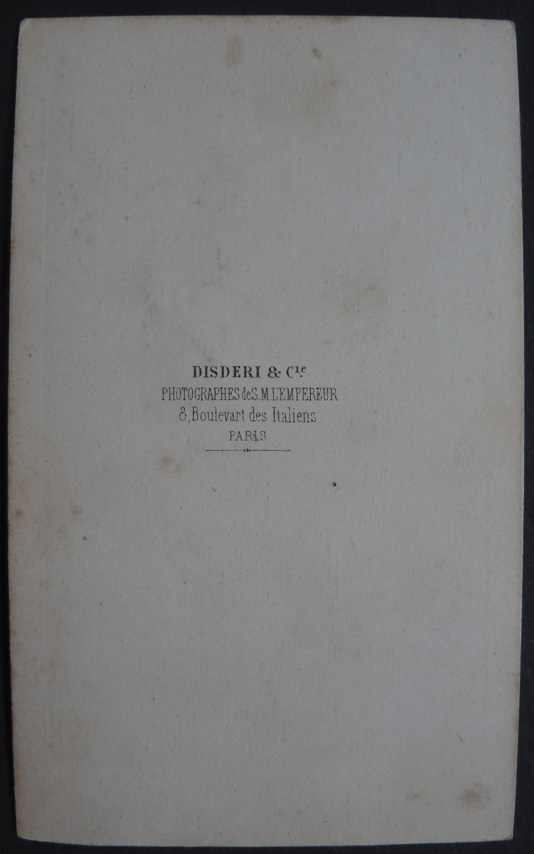 DISDERI & Cie
PHOTOGRAPHES de S. M. L'EMPEREUR
8, Boulevart des Italiens
PARIS